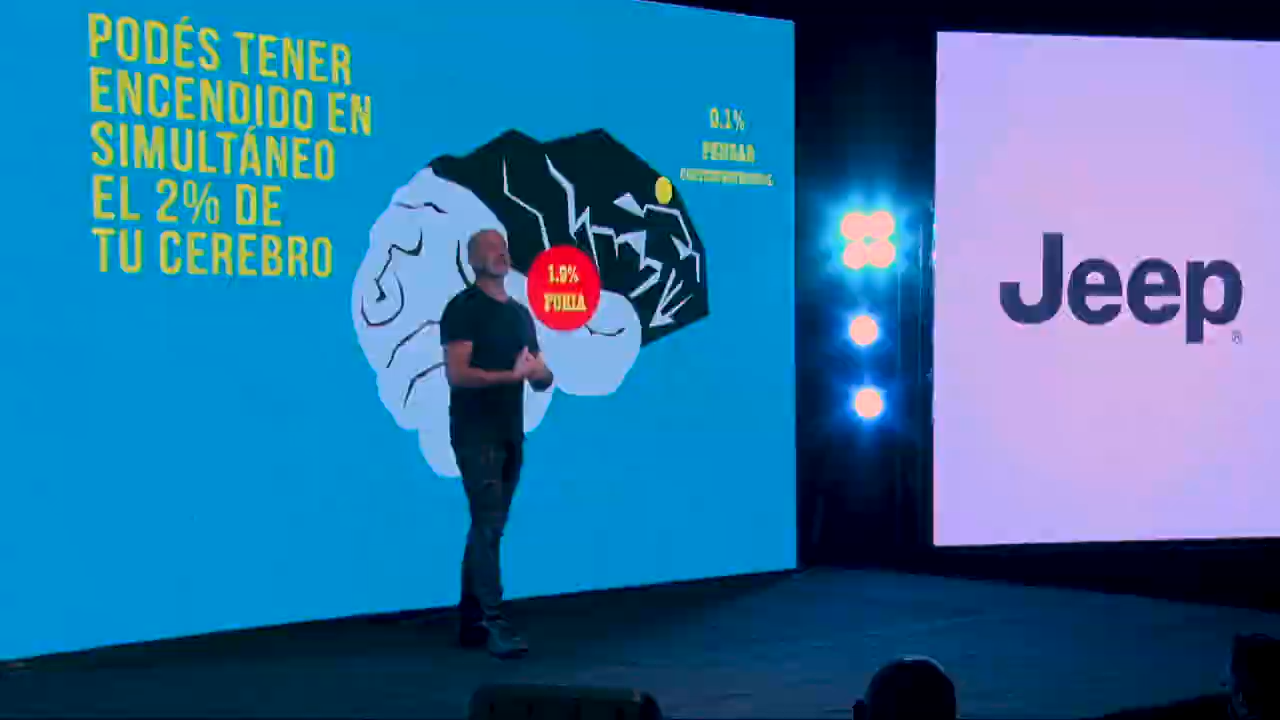 PODÉS TENER
ENCENDIDO EN
SIMULTÁNEO
EL 2% DE
TU CEREBRO
0.1%
PENSAR
1.9%
FURIA
Jeep
®